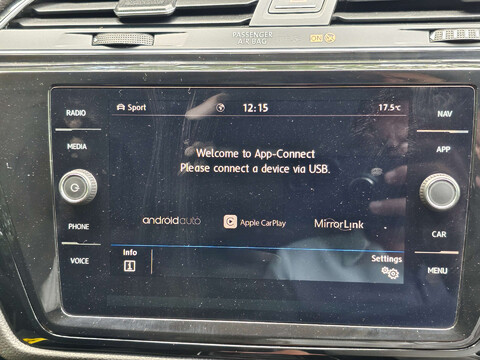 PASSENGER
AIR BAG
ON
RADIO
Sport
12:15
17.5°C
NAV
MEDIA
APP
Welcome to App-Connect
Please connect a device via USB.
PHONE
androidauto
Apple CarPlay
MirrorLink
CAR
VOICE
Info
Settings
MENU